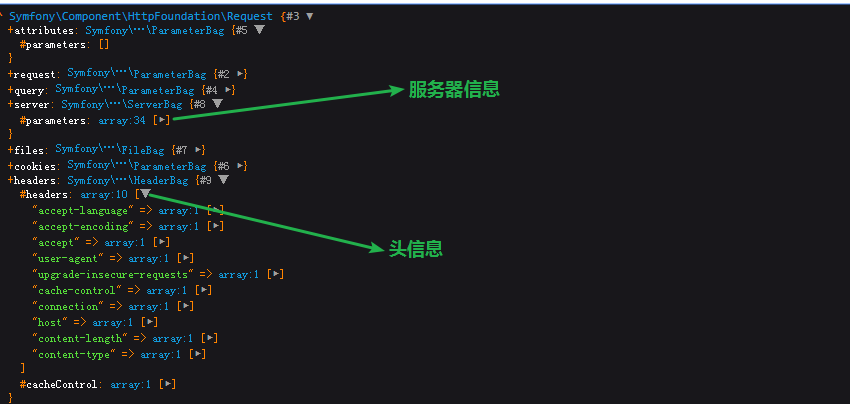 Symfony\Component\HttpFoundation\Request {#3 ▼
+attributes: Symfony\…\ParameterBag {#5 ▼
#parameters: []
}
+request: Symfony\…\ParameterBag {#2 ▶}
+query: Symfony\…\ParameterBag {#4 ▶}
+server: Symfony\…\ServerBag {#8 ▼
服务器信息
#parameters: array:34 [▶]
}
+files: Symfony\…\FileBag {#7 ▶}
+cookies: Symfony\…\ParameterBag {#6 ▶}
+headers: Symfony\…\HeaderBag {#9 ▼
#headers: array:10 [▼
"accept-language" => array:1 [▶]
"accept-encoding" => array:1 [▶]
"accept" => array:1 [▶]
头信息
"user-agent" => array:1 [▶]
"upgrade-insecure-requests" => array:1 [▶]
"cache-control" => array:1 [▶]
"connection" => array:1 [▶]
"host" => array:1 [▶]
"content-length" => array:1 [▶]
"content-type" => array:1 [▶]
]
#cacheControl: array:1 [▶]
}